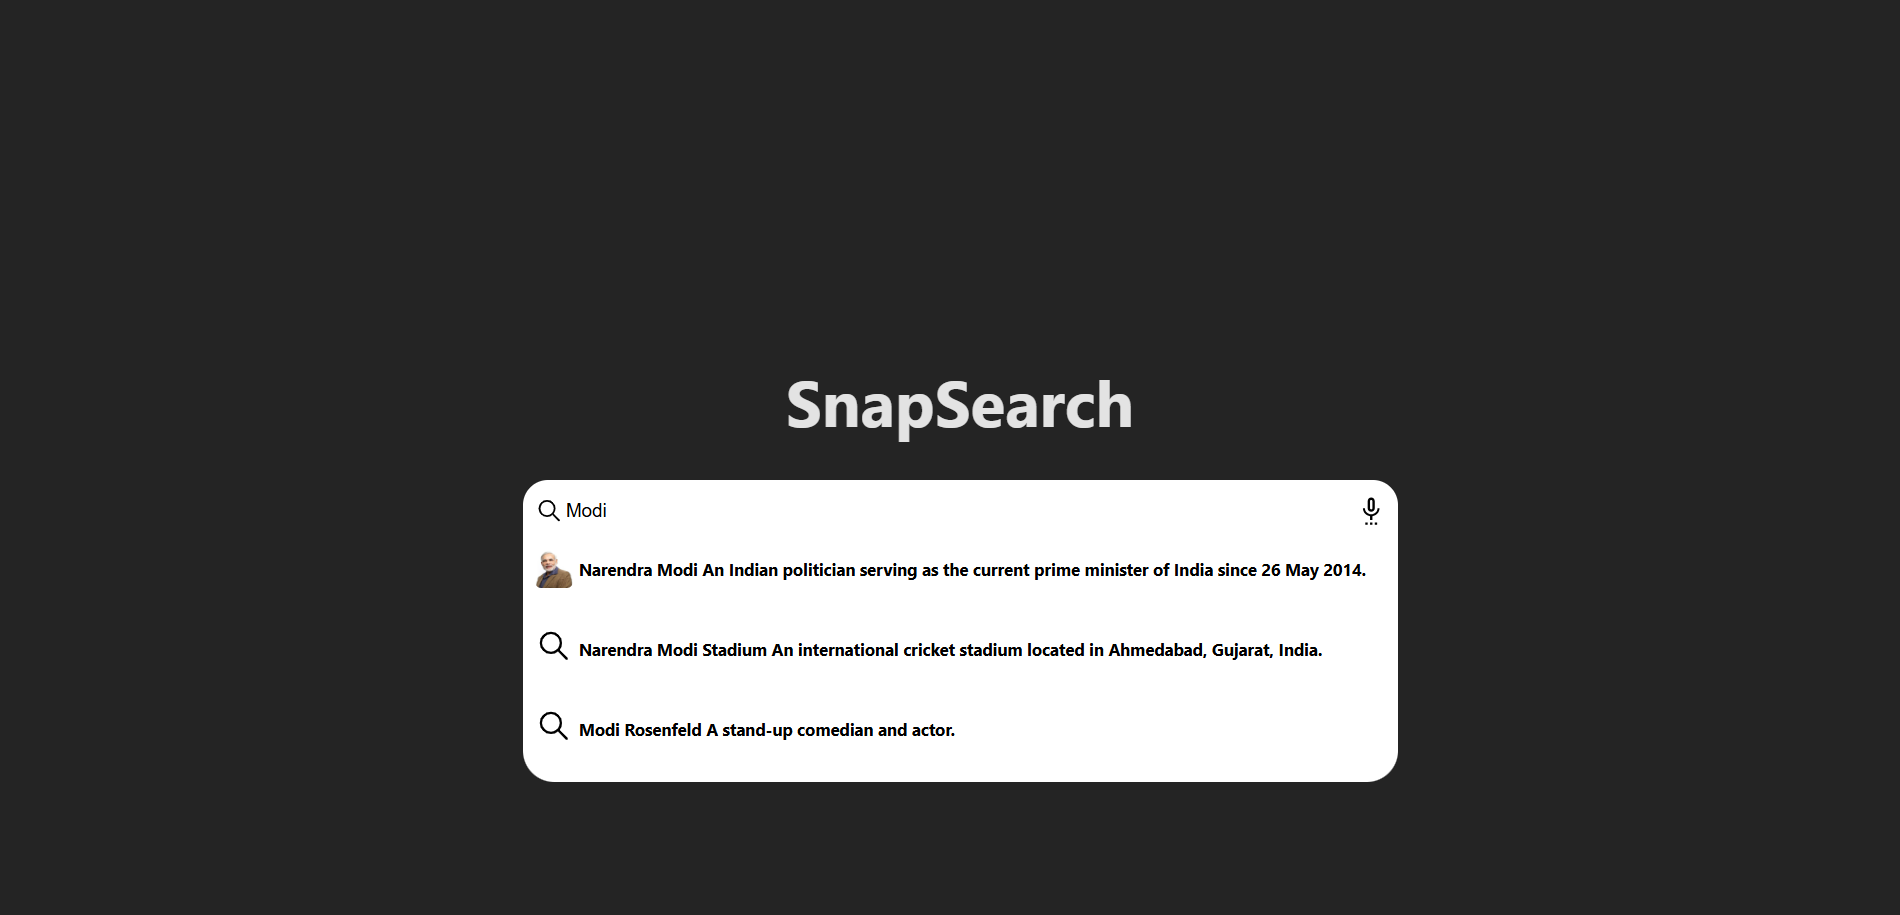 SnapSearch
Modi
Narendra Modi An Indian politician serving as the current prime minister of India since 26 May 2014.
Narendra Modi Stadium An international cricket stadium located in Ahmedabad, Gujarat, India.
Modi Rosenfeld A stand-up comedian and actor.